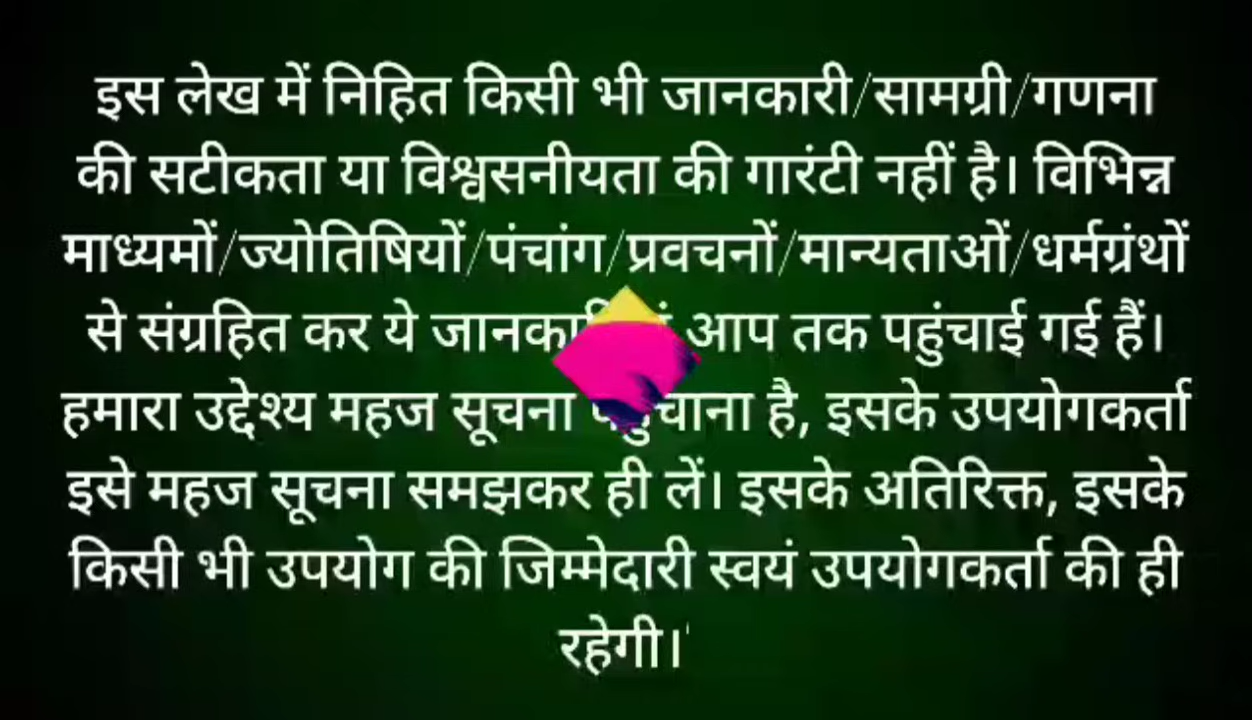 इस लेख में निहित किसी भी जानकारी/सामग्री/गणना
की सटीकता या विश्वसनीयता की गारंटी नहीं है। विभिन्न
माध्यमों/ज्योतिषियों/पंचांग/प्रवचनों/मान्यताओं/धर्मग्रंथों
से संग्रहित कर ये आप तक पहुंचाई गई हैं।
हमारा उद्देश्य महज सूचना है, इसके उपयोगकर्ता
इसे महज सूचना समझकर ही लें। इसके अतिरिक्त, इसके
किसी भी उपयोग की जिम्मेदारी स्वयं उपयोगकर्ता की ही
रहेगी।'